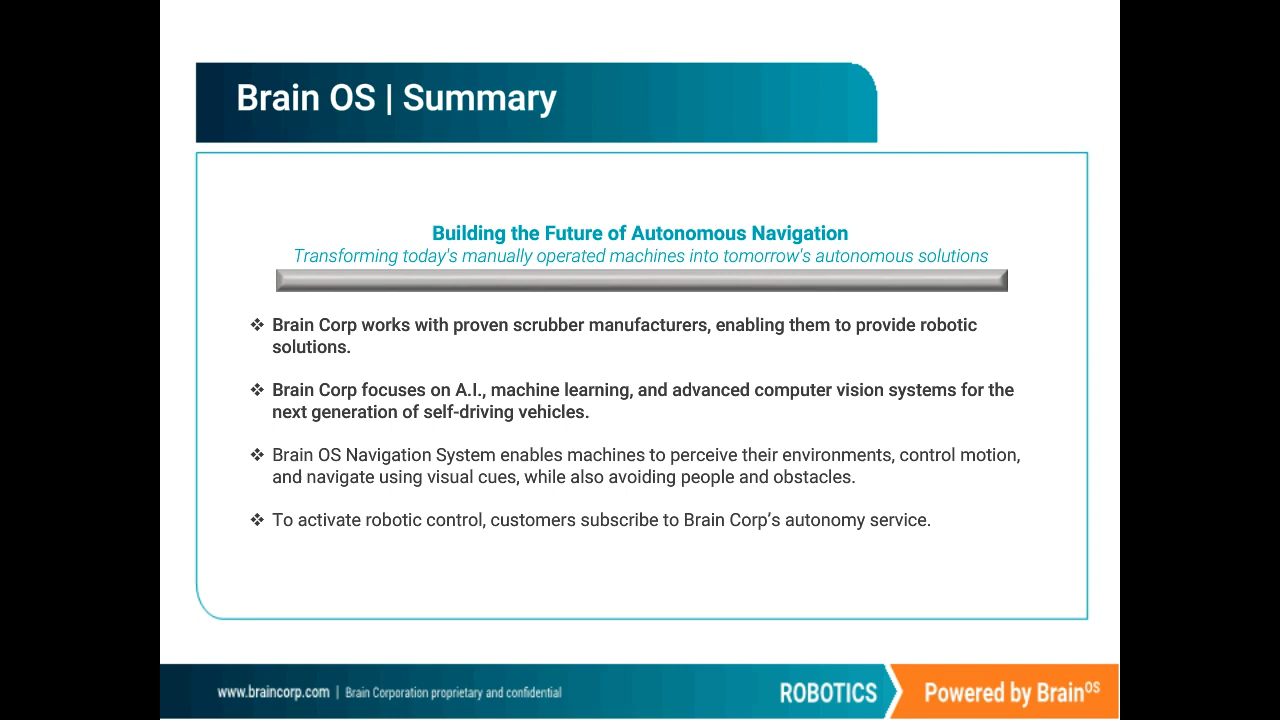 Brain OS | Summary
Building the Future of Autonomous Navigation
Transforming today's manually operated machines into tomorrow's autonomous solutions
❖ Brain Corp works with proven scrubber manufacturers, enabling them to provide robotic
solutions.
❖ Brain Corp focuses on A.I., machine learning, and advanced computer vision systems for the
next generation of self-driving vehicles.
❖ Brain OS Navigation System enables machines to perceive their environments, control motion,
and navigate using visual cues, while also avoiding people and obstacles.
❖ To activate robotic control, customers subscribe to Brain Corp’s autonomy service.
www.braincorp.com | Brain Corporation proprietary and confidential
ROBOTICS
Powered by BrainOS